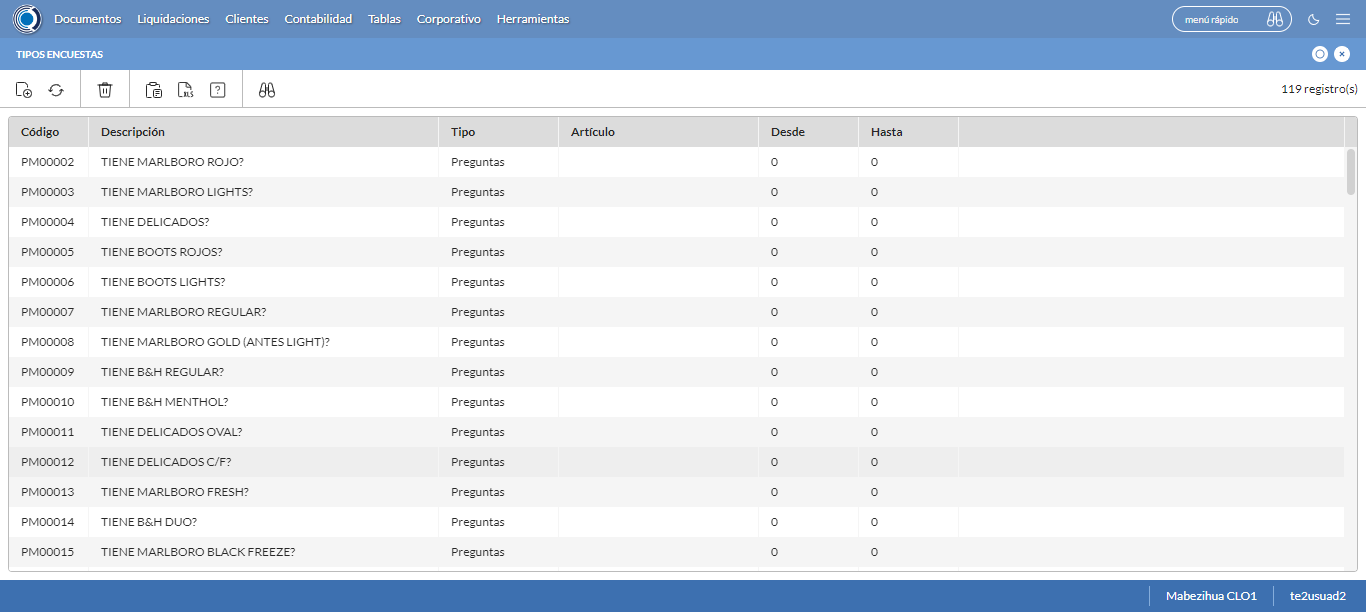 Documentos Liquidaciones Clientes Contabilidad Tablas Corporativo Herramientas menú rápido
TIPOS ENCUESTAS
XLS ? 119 registro(s)
Código Descripción Tipo Artículo Desde Hasta
PM00002 TIENE MARLBORO ROJO? Preguntas 0 0
PM00003 TIENE MARLBORO LIGHTS? Preguntas 0 0
PM00004 TIENE DELICADOS? Preguntas 0 0
PM00005 TIENE BOOTS ROJOS? Preguntas 0 0
PM00006 TIENE BOOTS LIGHTS? Preguntas 0 0
PM00007 TIENE MARLBORO REGULAR? Preguntas 0 0
PM00008 TIENE MARLBORO GOLD (ANTES LIGHT)? Preguntas 0 0
PM00009 TIENE B&H REGULAR? Preguntas 0 0
PM00010 TIENE B&H MENTHOL? Preguntas 0 0
PM00011 TIENE DELICADOS OVAL? Preguntas 0 0
PM00012 TIENE DELICADOS C/F? Preguntas 0 0
PM00013 TIENE MARLBORO FRESH? Preguntas 0 0
PM00014 TIENE B&H DUO? Preguntas 0 0
PM00015 TIENE MARLBORO BLACK FREEZE? Preguntas 0 0
Mabezihua CLO1 te2usuad2